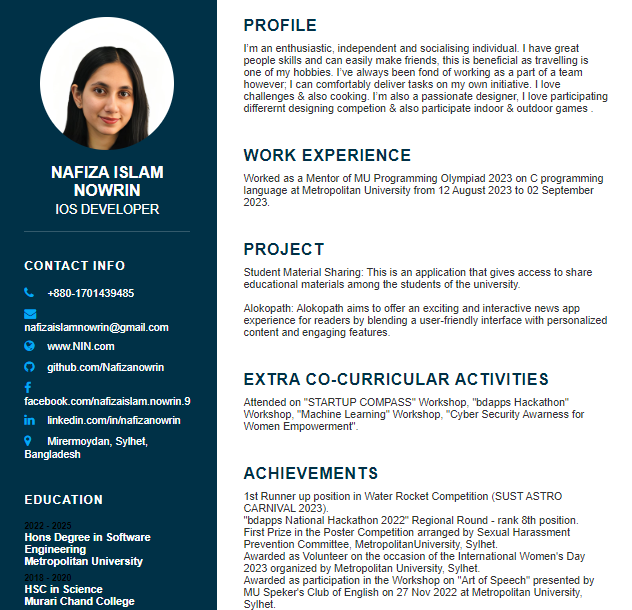 NAFIZA ISLAM
NOWRIN
IOS DEVELOPER
CONTACT INFO
+880-1701439485
nafizaislamnowrin@gmail.com
www.NIN.com
github.com/Nafizanowrin
facebook.com/nafizaislam.nowrin.9
linkedin.com/in/nafizanowrin
Mirermoydan, Sylhet,
Bangladesh
EDUCATION
2022 - 2025
Hons Degree in Software
Engineering
Metropolitan University
2018 - 2020
HSC in Science
Murari Chand College
PROFILE
I'm an enthusiastic, independent and socialising individual. I have great
people skills and can easily make friends, this is beneficial as travelling is
one of my hobbies. I've always been fond of working as a part of a team
however; I can comfortably deliver tasks on my own initiative. I love
challenges & also cooking. I'm also a passionate designer, I love participating
differernt designing competion & also participate indoor & outdoor games .
WORK EXPERIENCE
Worked as a Mentor of MU Programming Olympiad 2023 on C programming
language at Metropolitan University from 12 August 2023 to 02 September
2023.
PROJECT
Student Material Sharing: This is an application that gives access to share
educational materials among the students of the university.
Alokopath: Alokopath aims to offer an exciting and interactive news app
experience for readers by blending a user-friendly interface with personalized
content and engaging features.
EXTRA CO-CURRICULAR ACTIVITIES
Attended on "STARTUP COMPASS" Workshop, "bdapps Hackathon"
Workshop, "Machine Learning" Workshop, "Cyber Security Awarness for
Women Empowerment".
ACHIEVEMENTS
1st Runner up position in Water Rocket Competition (SUST ASTRO
CARNIVAL 2023).
"bdapps National Hackathon 2022" Regional Round - rank 8th position.
First Prize in the Poster Competition arranged by Sexual Harassment
Prevention Committee, MetropolitanUniversity, Sylhet.
Awarded as Volunteer on the occasion of the International Women's Day
2023 organized by Metropolitan University, Sylhet.
Awarded as participation in the Workshop on "Art of Speech" presented by
MU Speker's Club of English on 27 Nov 2022 at Metropolitan University,
Sylhet.